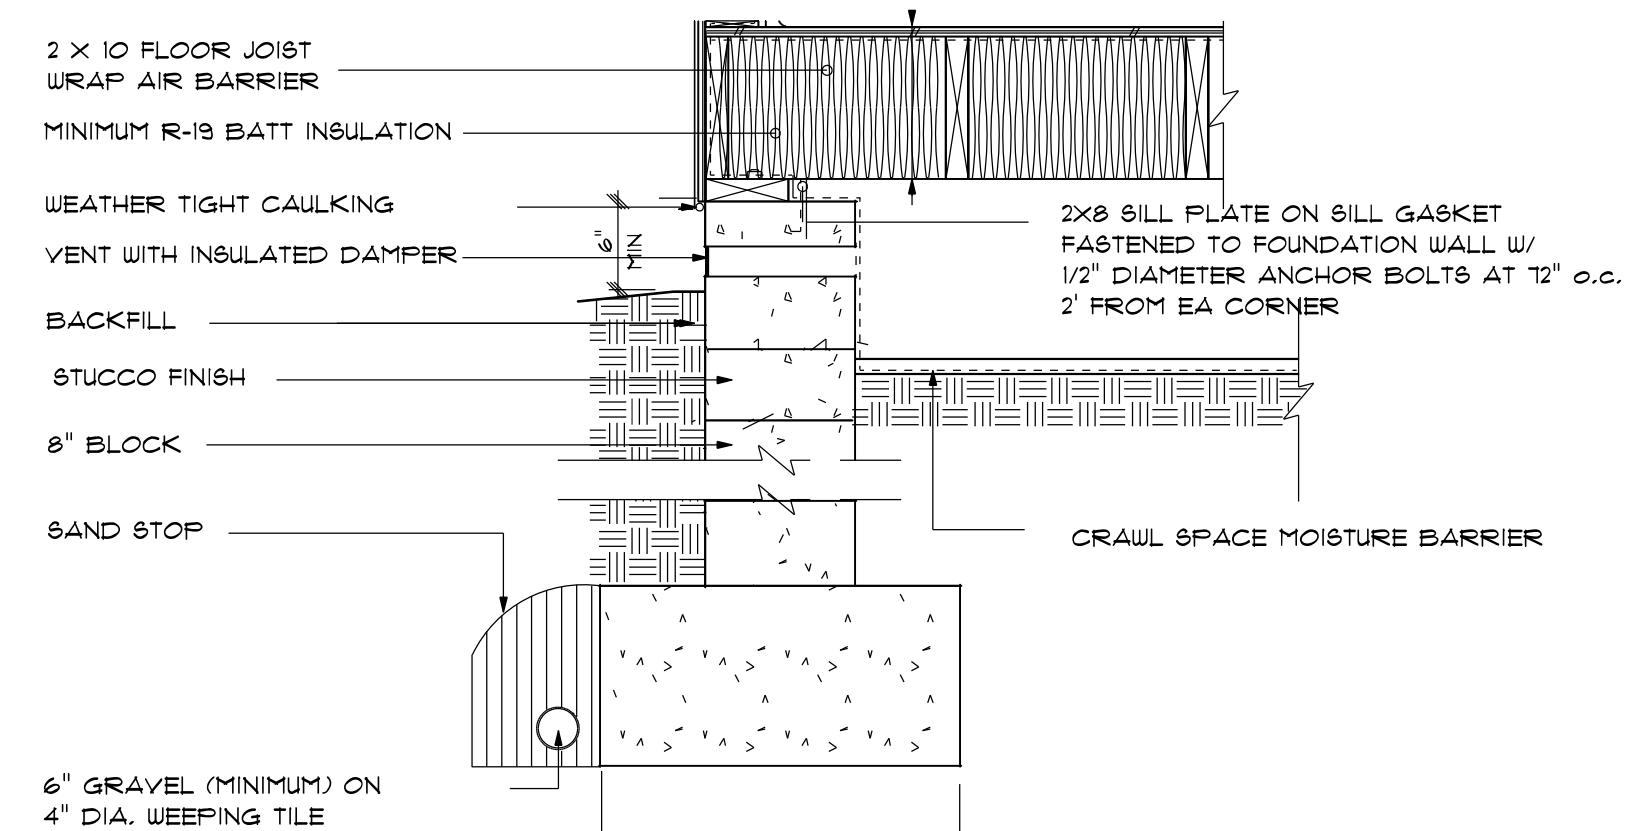 2 X 10 FLOOR JOIST
WRAP AIR BARRIER
MINIMUM R-19 BATT INSULATION
WEATHER TIGHT CAULKING
6" MIN
VENT WITH INSULATED DAMPER
2X8 SILL PLATE ON SILL GASKET
FASTENED TO FOUNDATION WALL W/
1/2" DIAMETER ANCHOR BOLTS AT 72" O.C.
2' FROM EA CORNER
BACKFILL
STUCCO FINISH
8" BLOCK
SAND STOP
CRAWL SPACE MOISTURE BARRIER
6" GRAVEL (MINIMUM) ON
4" DIA. WEEPING TILE